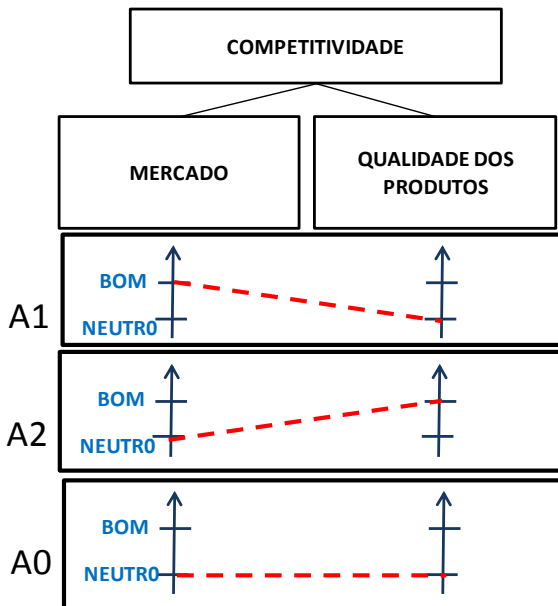 COMPETITIVIDADE
MERCADO
QUALIDADE DOS
PRODUTOS
A1
BOM
NEUTR0
A2
BOM
NEUTR0
A0
BOM
NEUTR0